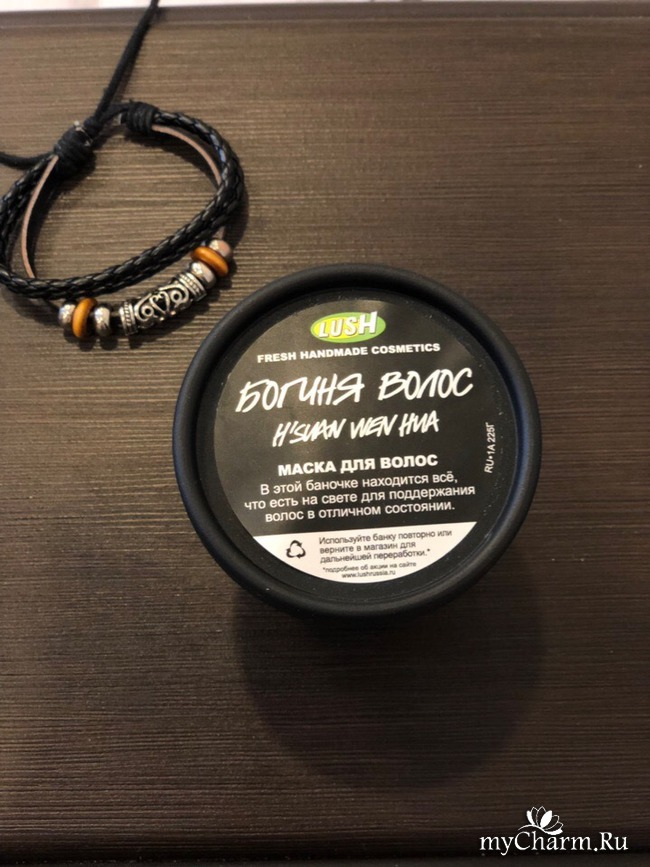 LUSH
FRESH HANDMADE COSMETICS
БОГИНЯ ВОЛОС
H'SUAN WEN HUA
МАСКА ДЛЯ ВОЛОС
В этой баночке находится всё,
что есть на свете для поддержания
волос в отличном состоянии.
RU•1A 225Г
Используйте банку повторно или
верните в магазин для
дальнейшей переработки.*
*подробнее об акции на сайте
www.lushrussia.ru
myCharm.Ru